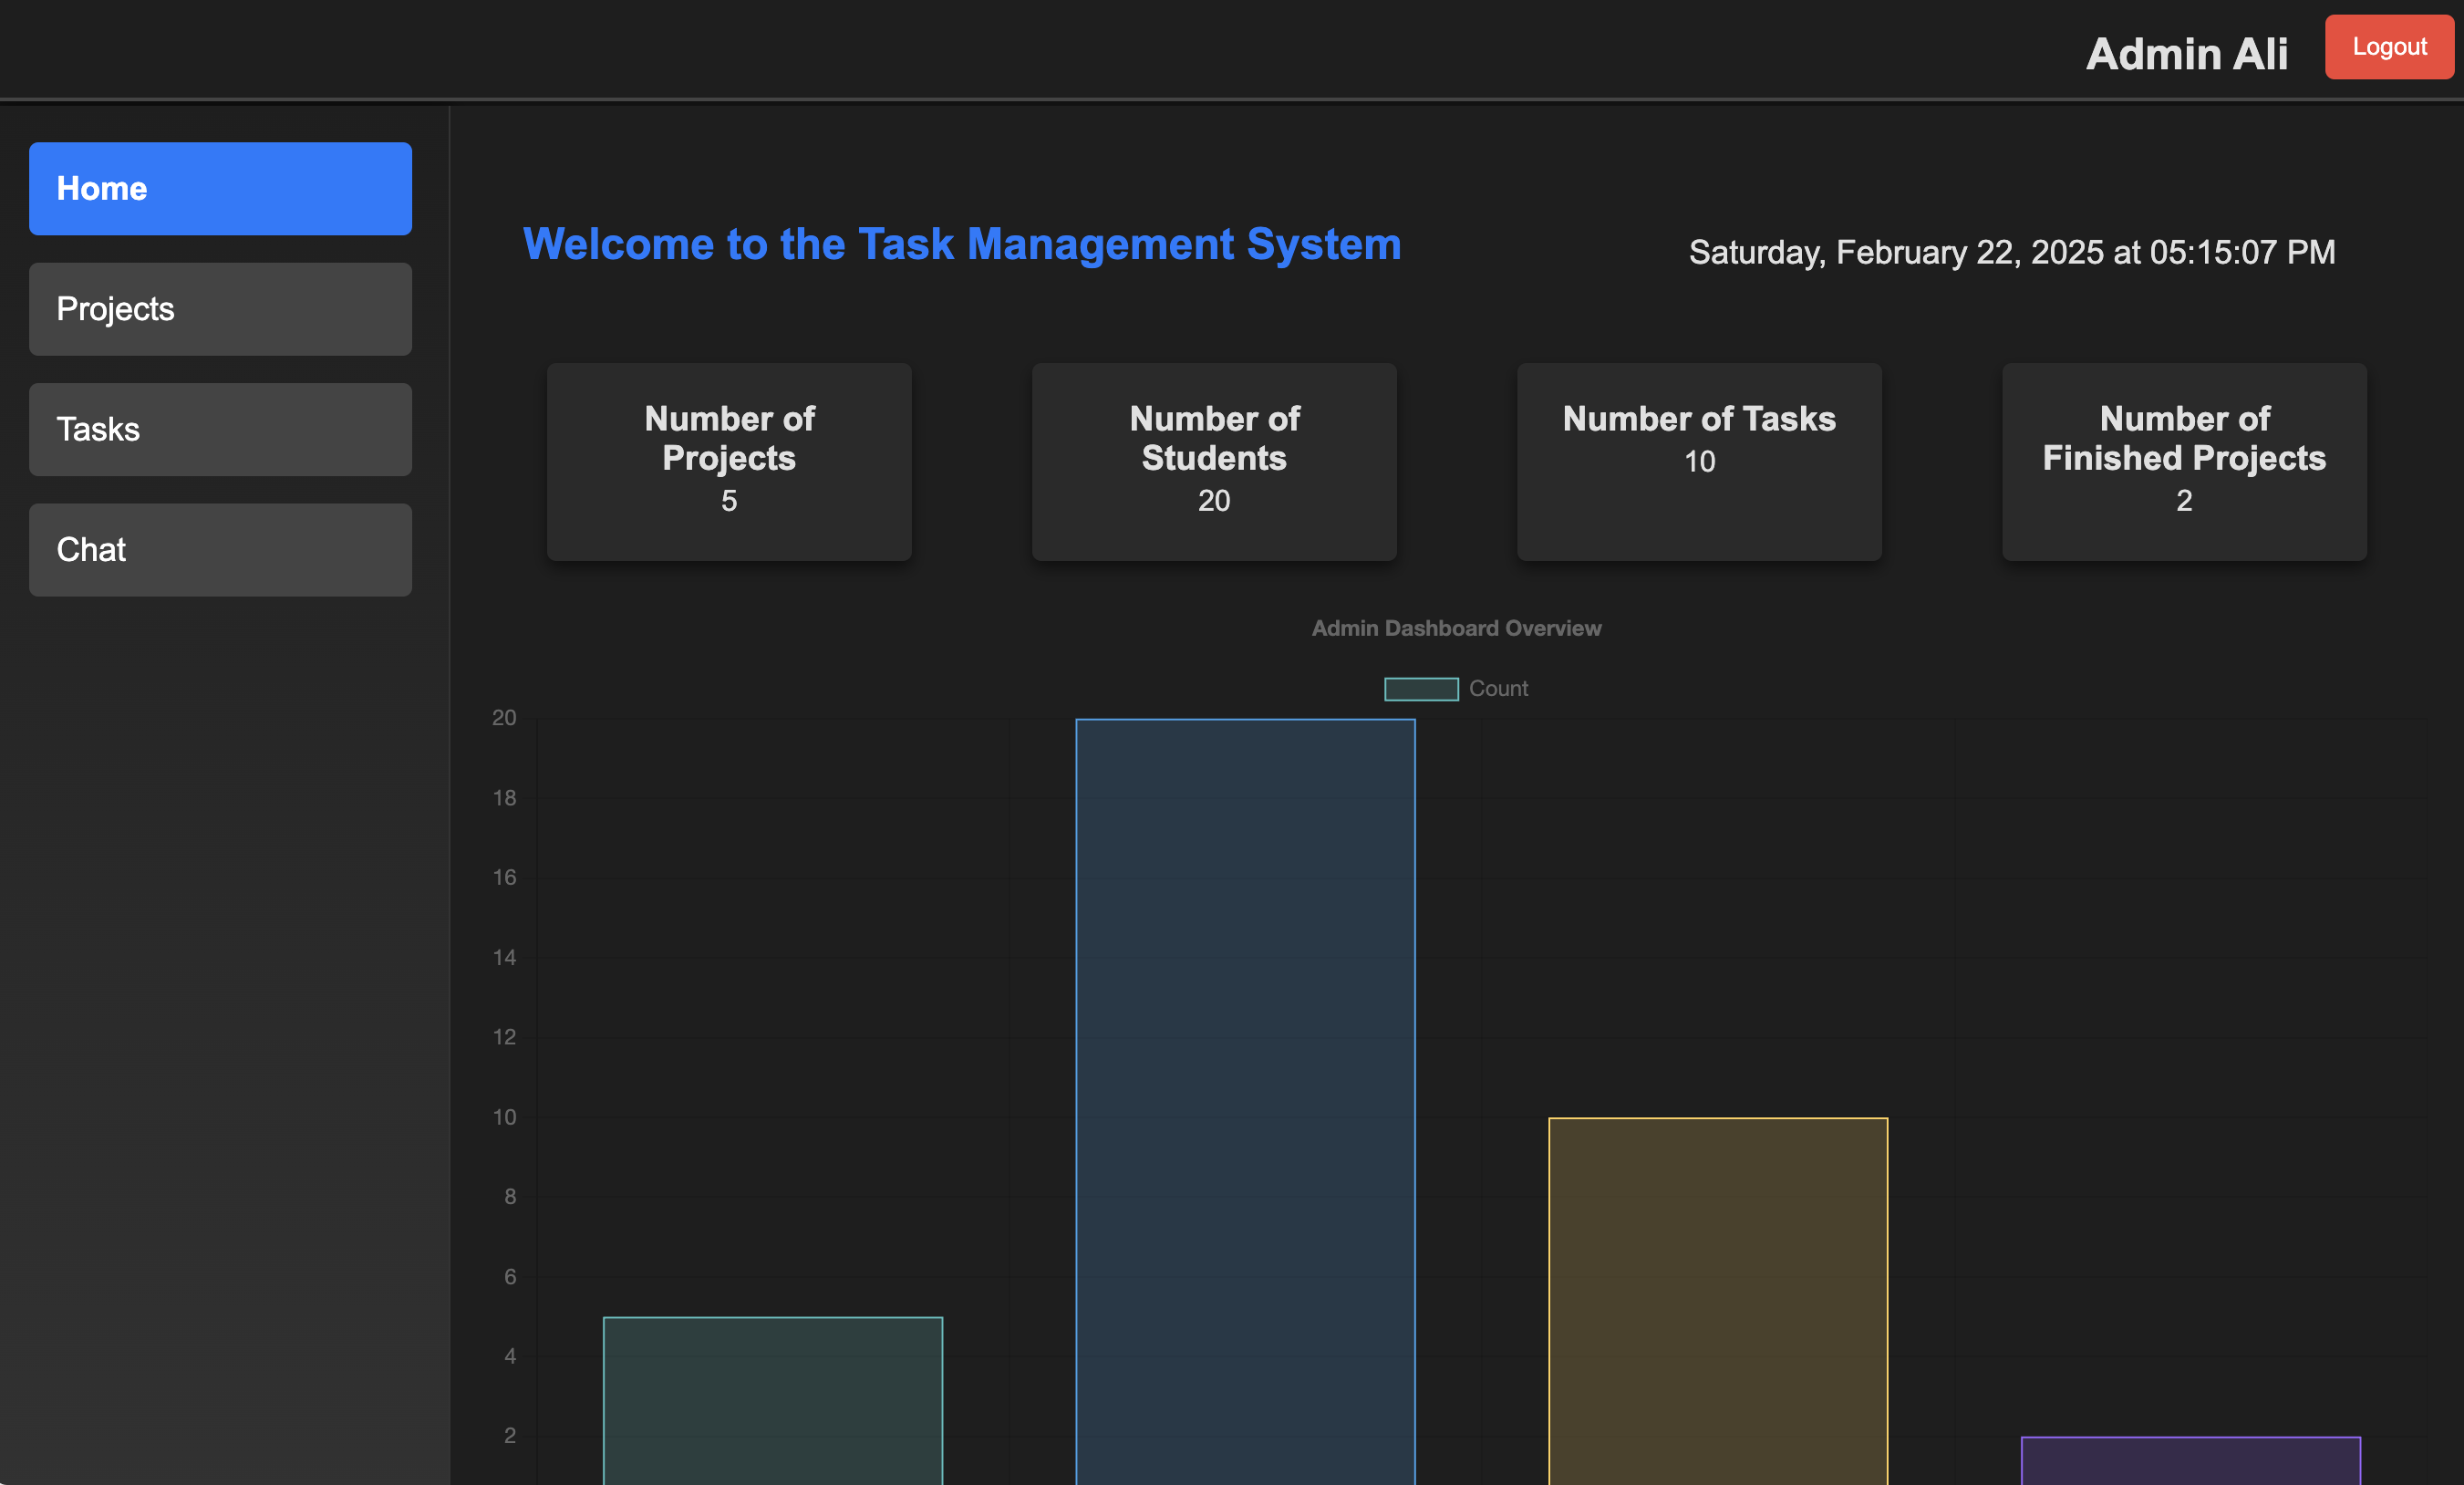 Admin Ali
Logout
Home
Projects
Tasks
Chat
Welcome to the Task Management System
Saturday, February 22, 2025 at 05:15:07 PM
Number of
Projects
5
Number of
Students
20
Number of Tasks
10
Number of
Finished Projects
2
Admin Dashboard Overview
Count
20
18
16
14
12
10
8
6
4
2